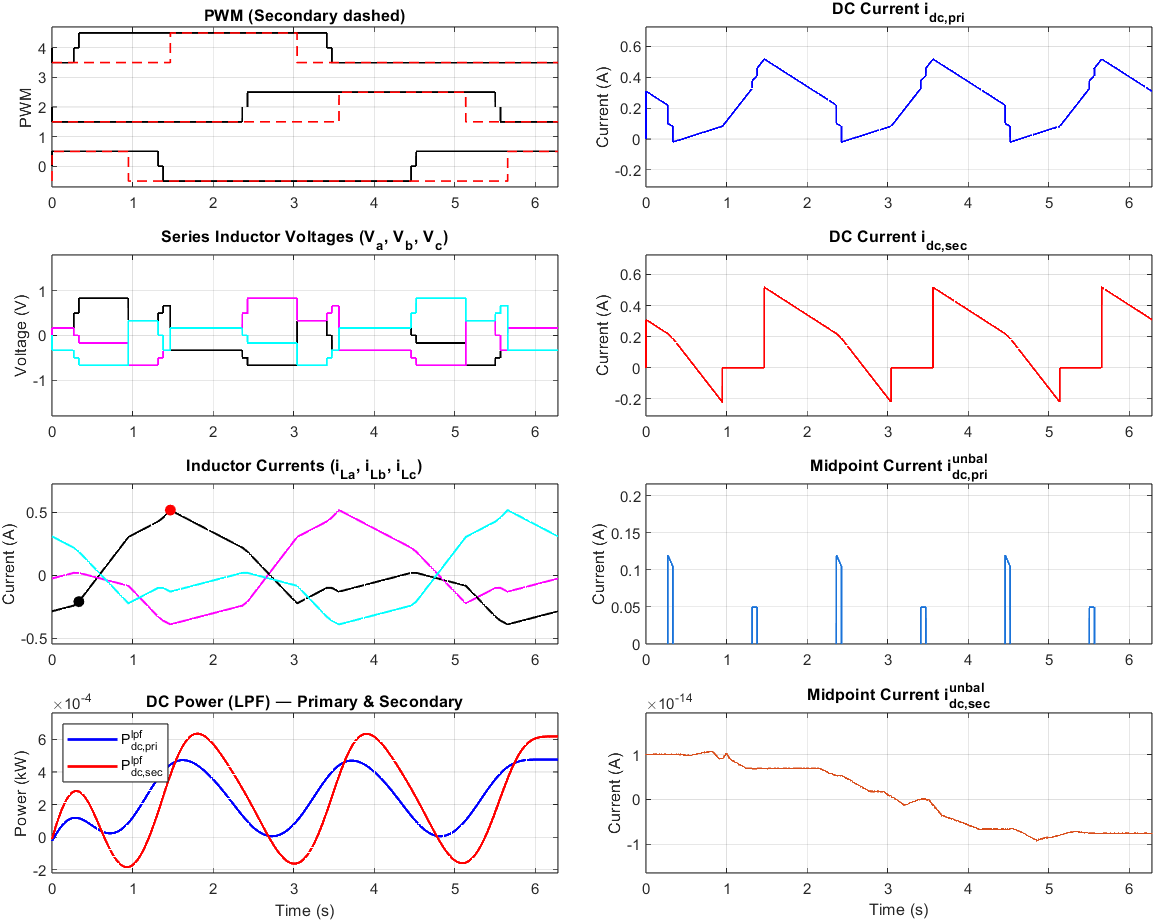 PWM (Secondary dashed)
PWM
4
3
2
1
0
0 1 2 3 4 5 6
DC Current i_dc,pri
Current (A)
0.6
0.4
0.2
0
-0.2
0 1 2 3 4 5 6
Series Inductor Voltages (V_a, V_b, V_c)
Voltage (V)
1
0
-1
0 1 2 3 4 5 6
DC Current i_dc,sec
Current (A)
0.6
0.4
0.2
0
-0.2
0 1 2 3 4 5 6
Inductor Currents (i_La, i_Lb, i_Lc)
Current (A)
0.5
0
-0.5
0 1 2 3 4 5 6
Midpoint Current i^unbal_dc,pri
Current (A)
0.2
0.15
0.1
0.05
0
0 1 2 3 4 5 6
DC Power (LPF) — Primary & Secondary
×10^-4
P^lpf_dc,pri
P^lpf_dc,sec
Power (kW)
6
4
2
0
-2
0 1 2 3 4 5 6
Time (s)
Midpoint Current i^unbal_dc,sec
×10^-14
Current (A)
1
0
-1
0 1 2 3 4 5 6
Time (s)